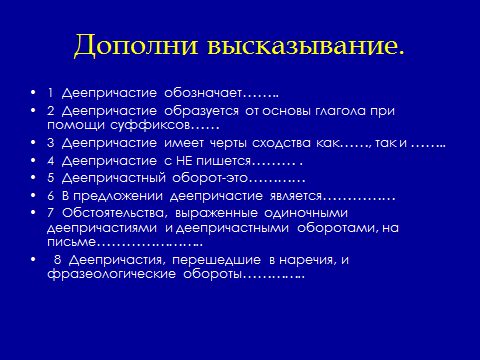 Дополни высказывание.
• 1 Деепричастие обозначает……..
• 2 Деепричастие образуется от основы глагола при
помощи суффиксов……
• 3 Деепричастие имеет черты сходства как……, так и ……..
• 4 Деепричастие с НЕ пишется……… .
• 5 Деепричастный оборот-это…………
• 6 В предложении деепричастие является……………
• 7 Обстоятельства, выраженные одиночными
деепричастиями и деепричастными оборотами, на
письме…………………..
• 8 Деепричастия, перешедшие в наречия, и
фразеологические обороты…………..